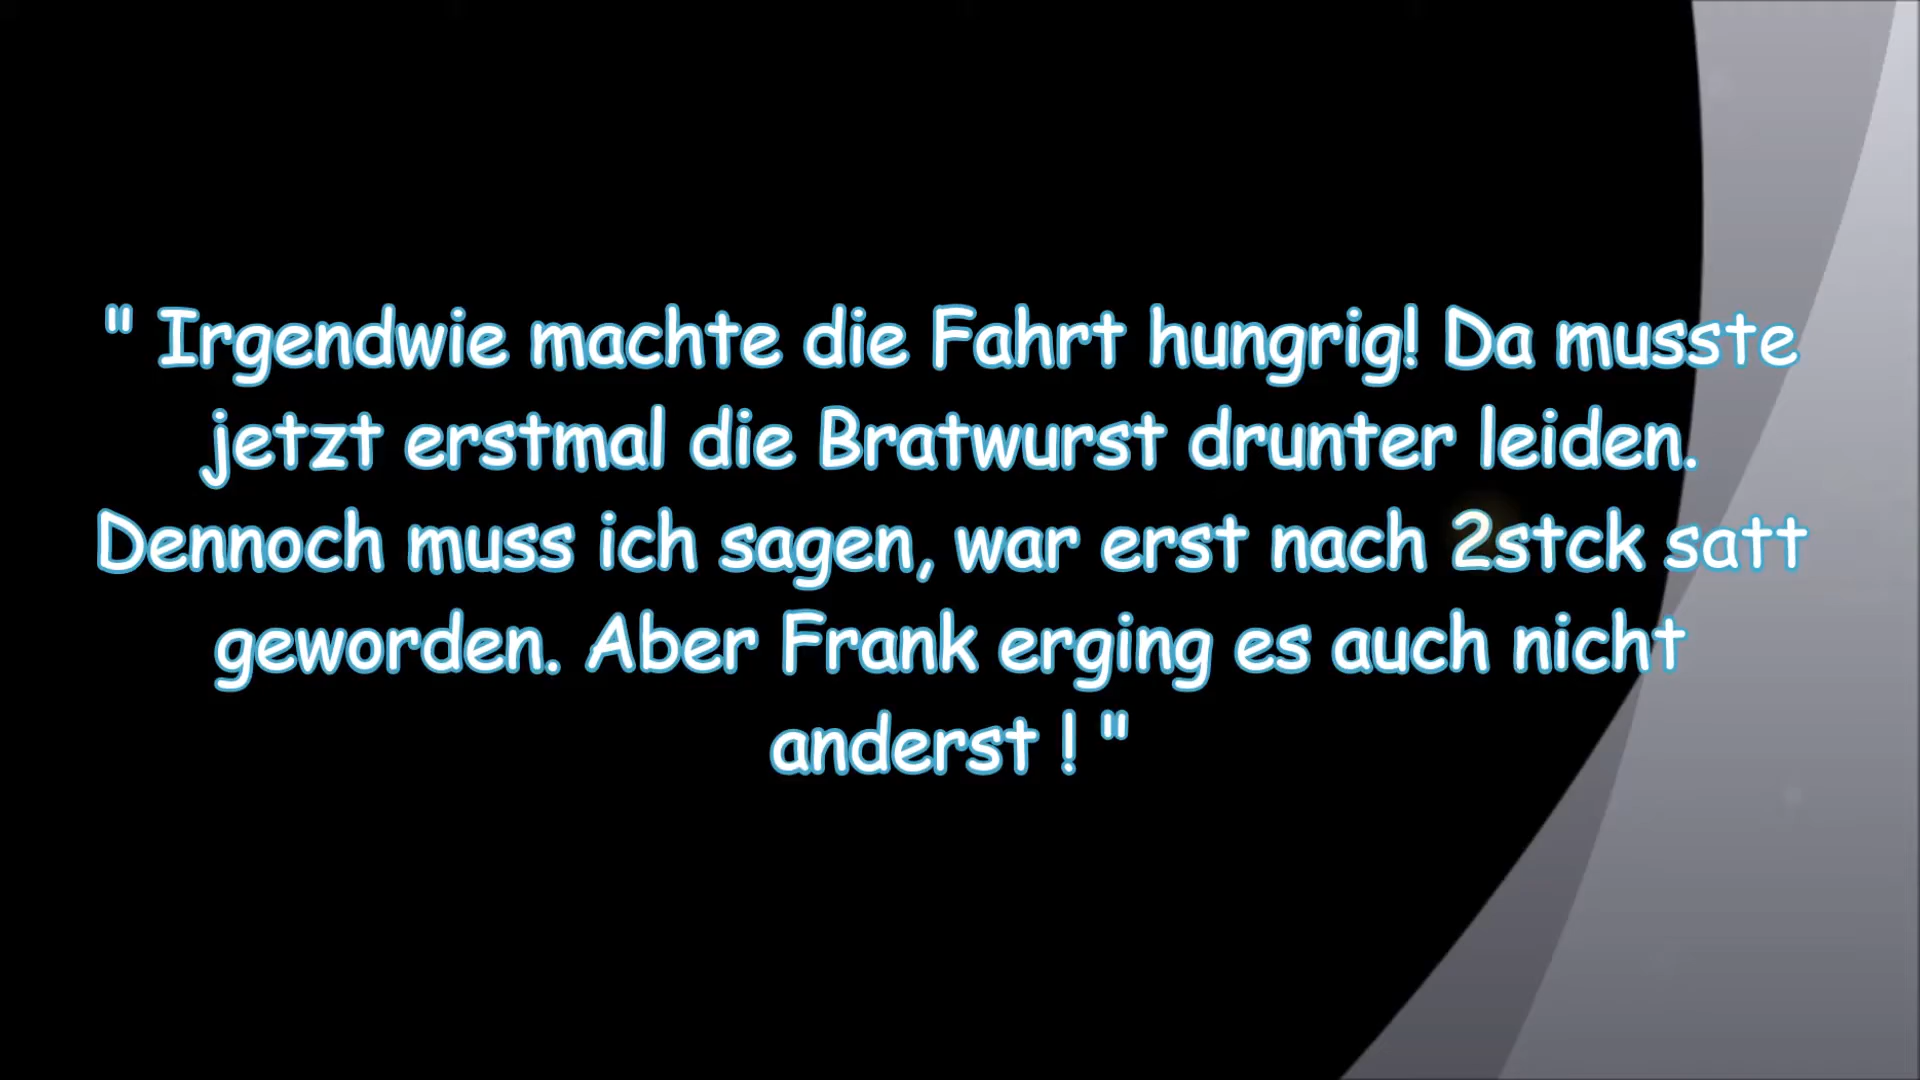 " Irgendwie machte die Fahrt hungrig! Da musste
jetzt erstmal die Bratwurst drunter leiden.
Dennoch muss ich sagen, war erst nach 2stck satt
geworden. Aber Frank erging es auch nicht
anderst ! "